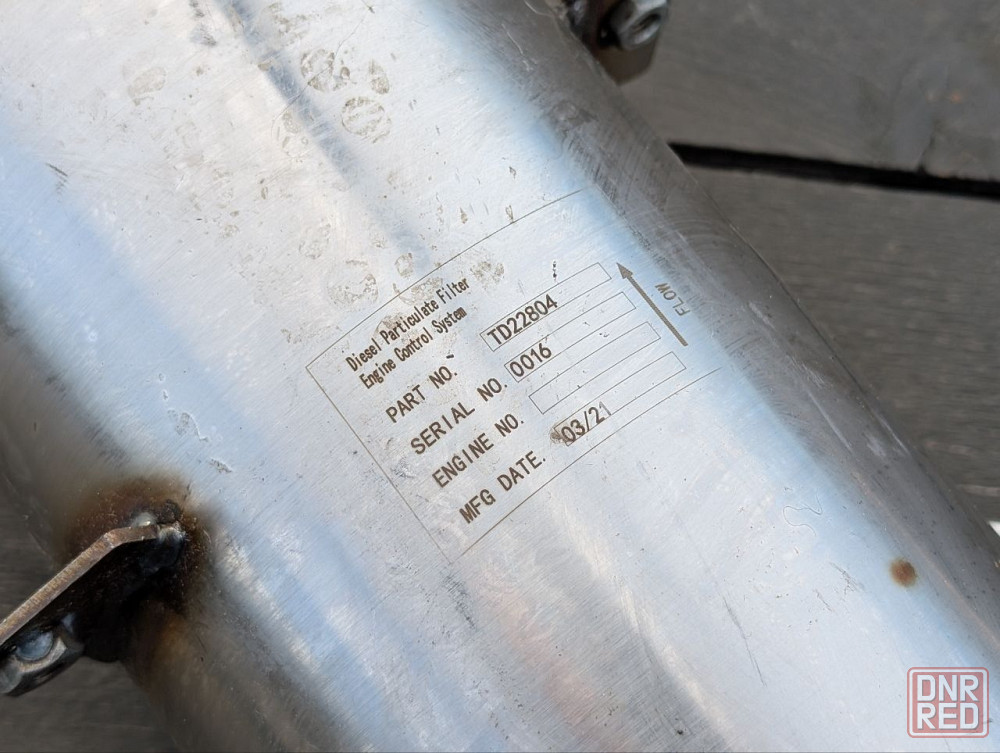 Diesel Particulate Filter
Engine Control System
PART NO. TD22804
SERIAL NO. 0016
ENGINE NO.
MFG DATE. 03/21
FLOW
DNR
RED